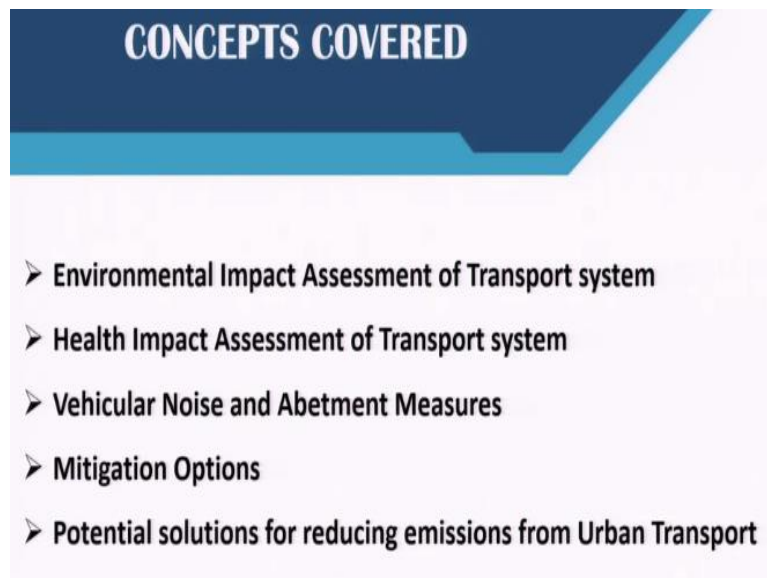 CONCEPTS COVERED
➢ Environmental Impact Assessment of Transport system
➢ Health Impact Assessment of Transport system
➢ Vehicular Noise and Abetment Measures
➢ Mitigation Options
➢ Potential solutions for reducing emissions from Urban Transport